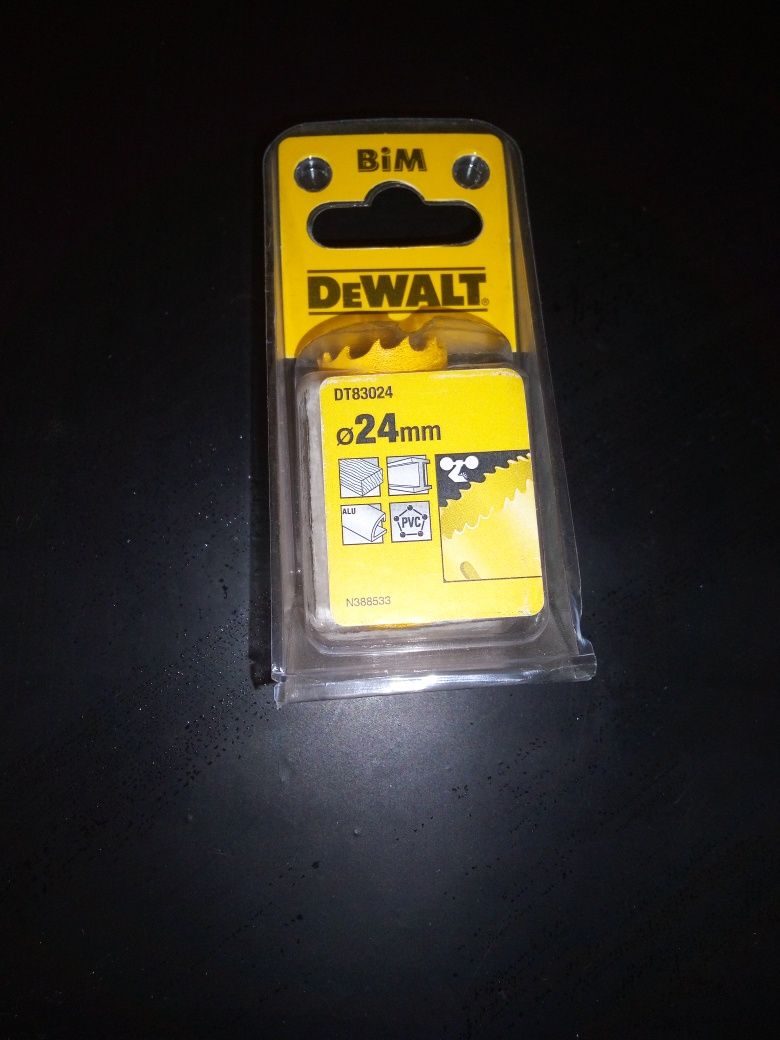 BiM
DEWALT®
DT83024
ø24mm
ALU
PVC
N388533